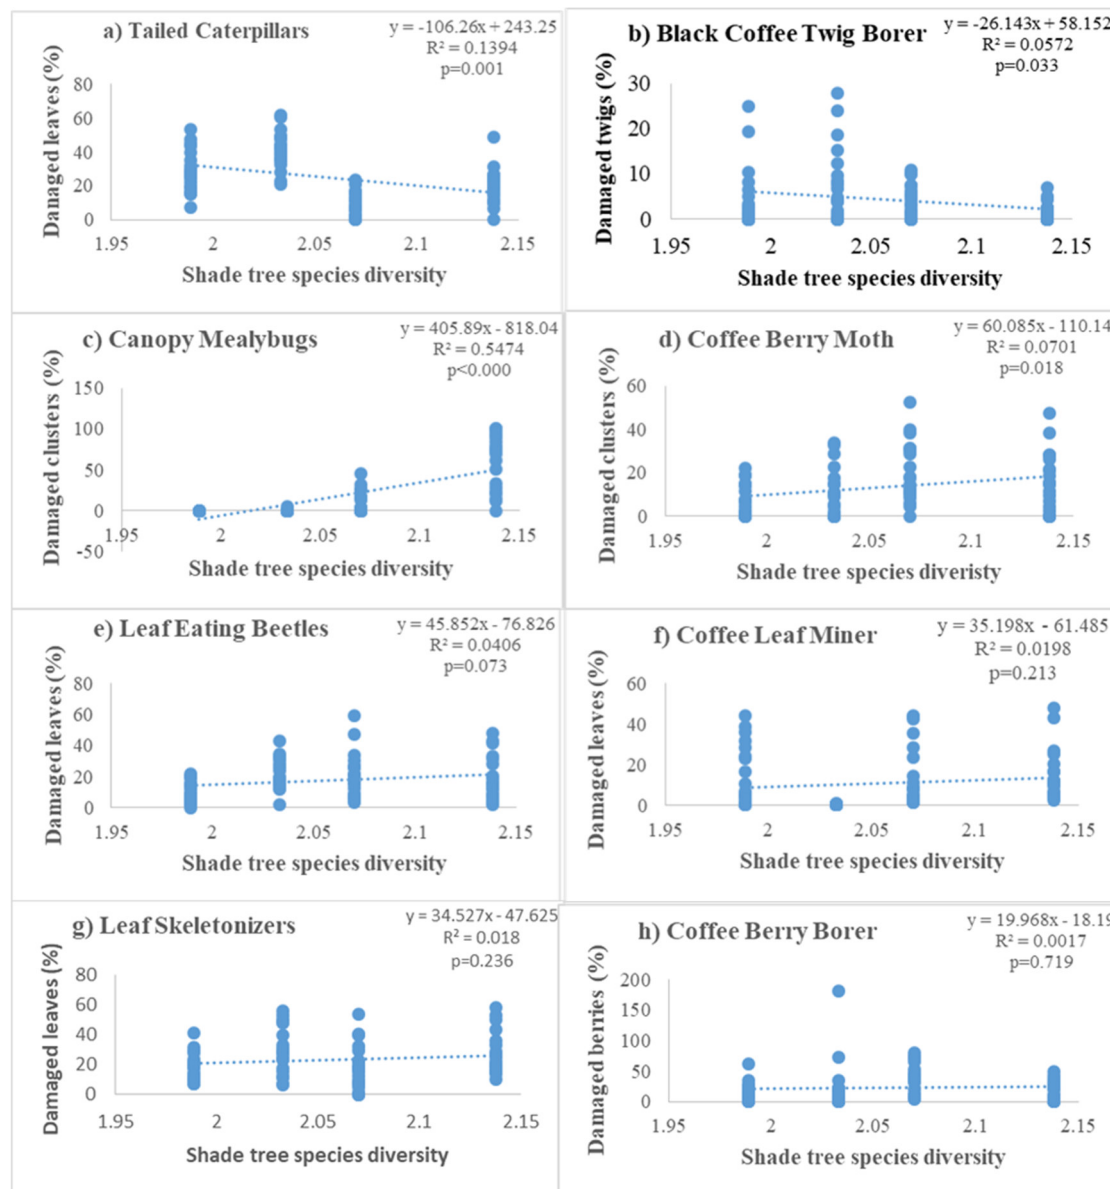 a) Tailed Caterpillars
y = -106.26x + 243.25
R² = 0.1394
p=0.001
Danaged leaves (%)
80
60
40
20
0
1.95 2 2.05 2.1 2.15
Shade tree species diversity
b) Black Coffee Twig Borer
y = -26.143x + 58.152
R² = 0.0572
p=0.033
Damaged twigs (%)
30
20
10
0
1.95 2 2.05 2.1 2.15
Shade tree species diversity
c) Canopy Mealybugs
y = 405.89x - 818.04
R² = 0.5474
p<0.000
Damaged clusters (%)
150
100
50
0
-50
1.95 2 2.05 2.1 2.15
Shade tree species diversity
d) Coffee Berry Moth
y = 60.085x - 110.14
R² = 0.0701
p=0.018
Damaged clusters (%)
60
40
20
0
1.95 2 2.05 2.1 2.15
Shade tree species diveristy
e) Leaf Eating Beetles
y = 45.852x - 76.826
R² = 0.0406
p=0.073
Damaged leaves (%)
80
60
40
20
0
1.95 2 2.05 2.1 2.15
Shade tree species diversity
f) Coffee Leaf Miner
y = 35.198x - 61.485
R² = 0.0198
p=0.213
Damaged leaves (%)
60
40
20
0
1.95 2 2.05 2.1 2.15
Shade tree species diversity
g) Leaf Skeletonizers
y = 34.527x - 47.625
R² = 0.018
p=0.236
Damaged leaves (%)
80
60
40
20
0
1.95 2 2.05 2.1 2.15
Shade tree species diversity
h) Coffee Berry Borer
y = 19.968x - 18.19
R² = 0.0017
p=0.719
Damaged berries (%)
200
150
100
50
0
1.95 2 2.05 2.1 2.15
Shade tree species diversity